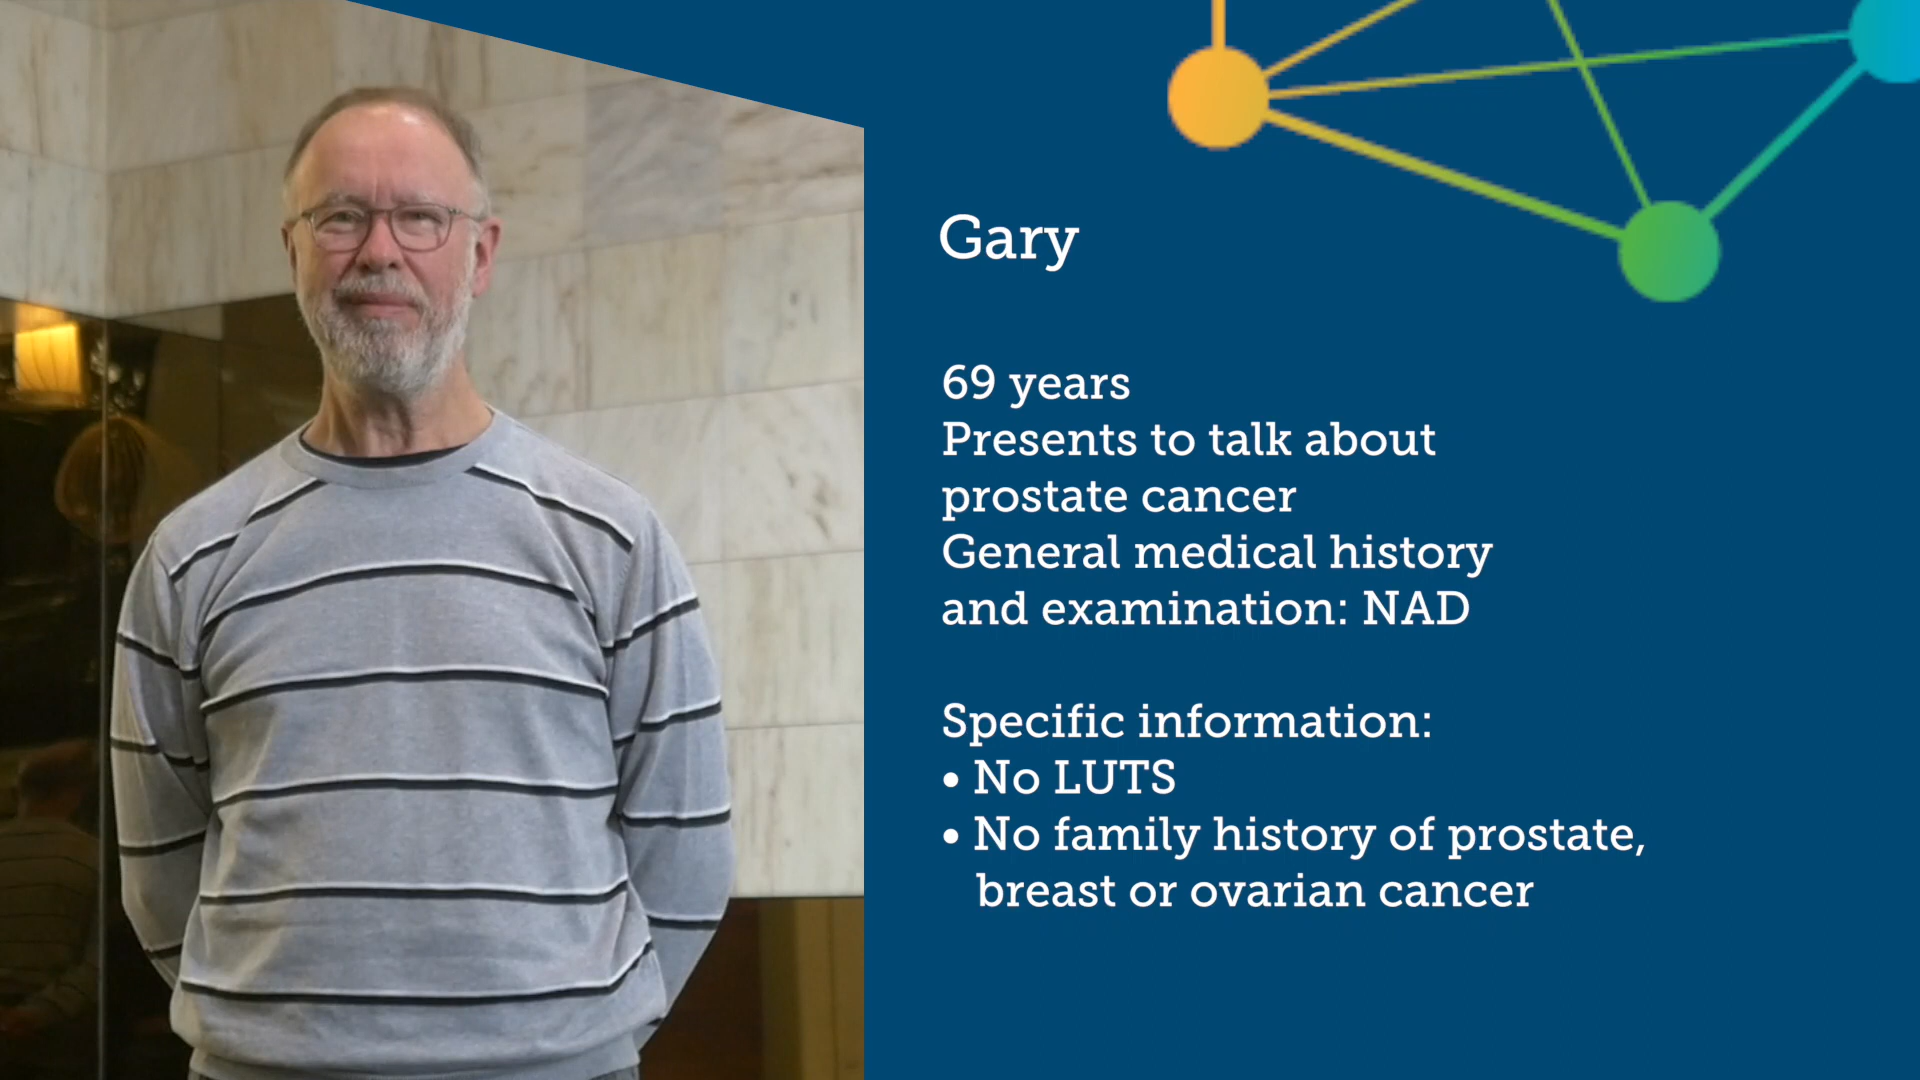 Gary
69 years
Presents to talk about
prostate cancer
General medical history
and examination: NAD
Specific information:
• No LUTS
• No family history of prostate,
breast or ovarian cancer